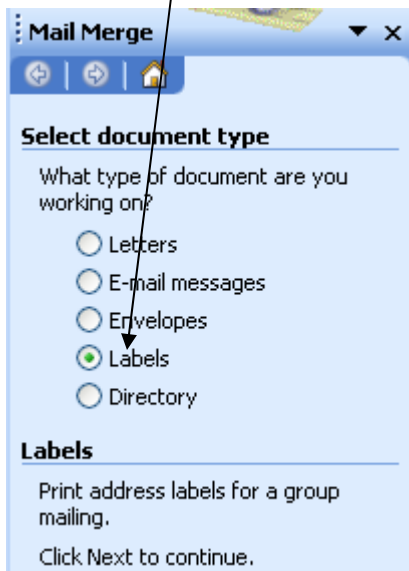 Mail Merge
Select document type
What type of document are you
working on?
Letters
E-mail messages
Envelopes
Labels
Directory
Labels
Print address labels for a group
mailing.
Click Next to continue.